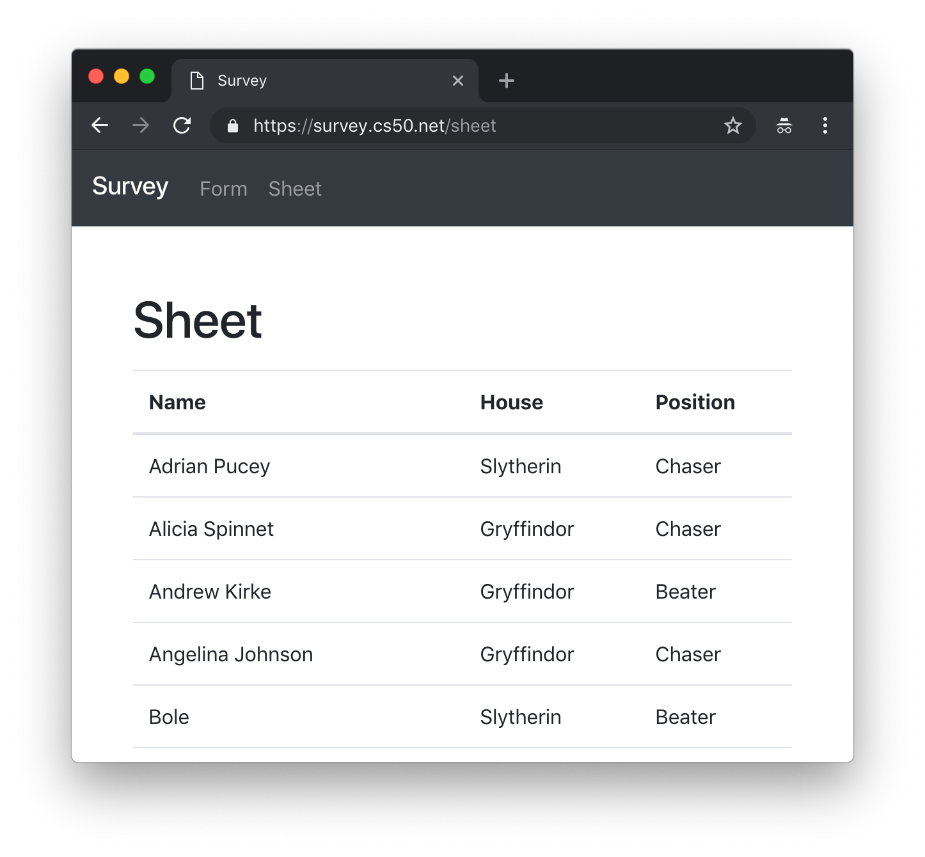 Survey
https://survey.cs50.net/sheet
Survey Form Sheet
Sheet
Name House Position
Adrian Pucey Slytherin Chaser
Alicia Spinnet Gryffindor Chaser
Andrew Kirke Gryffindor Beater
Angelina Johnson Gryffindor Chaser
Bole Slytherin Beater